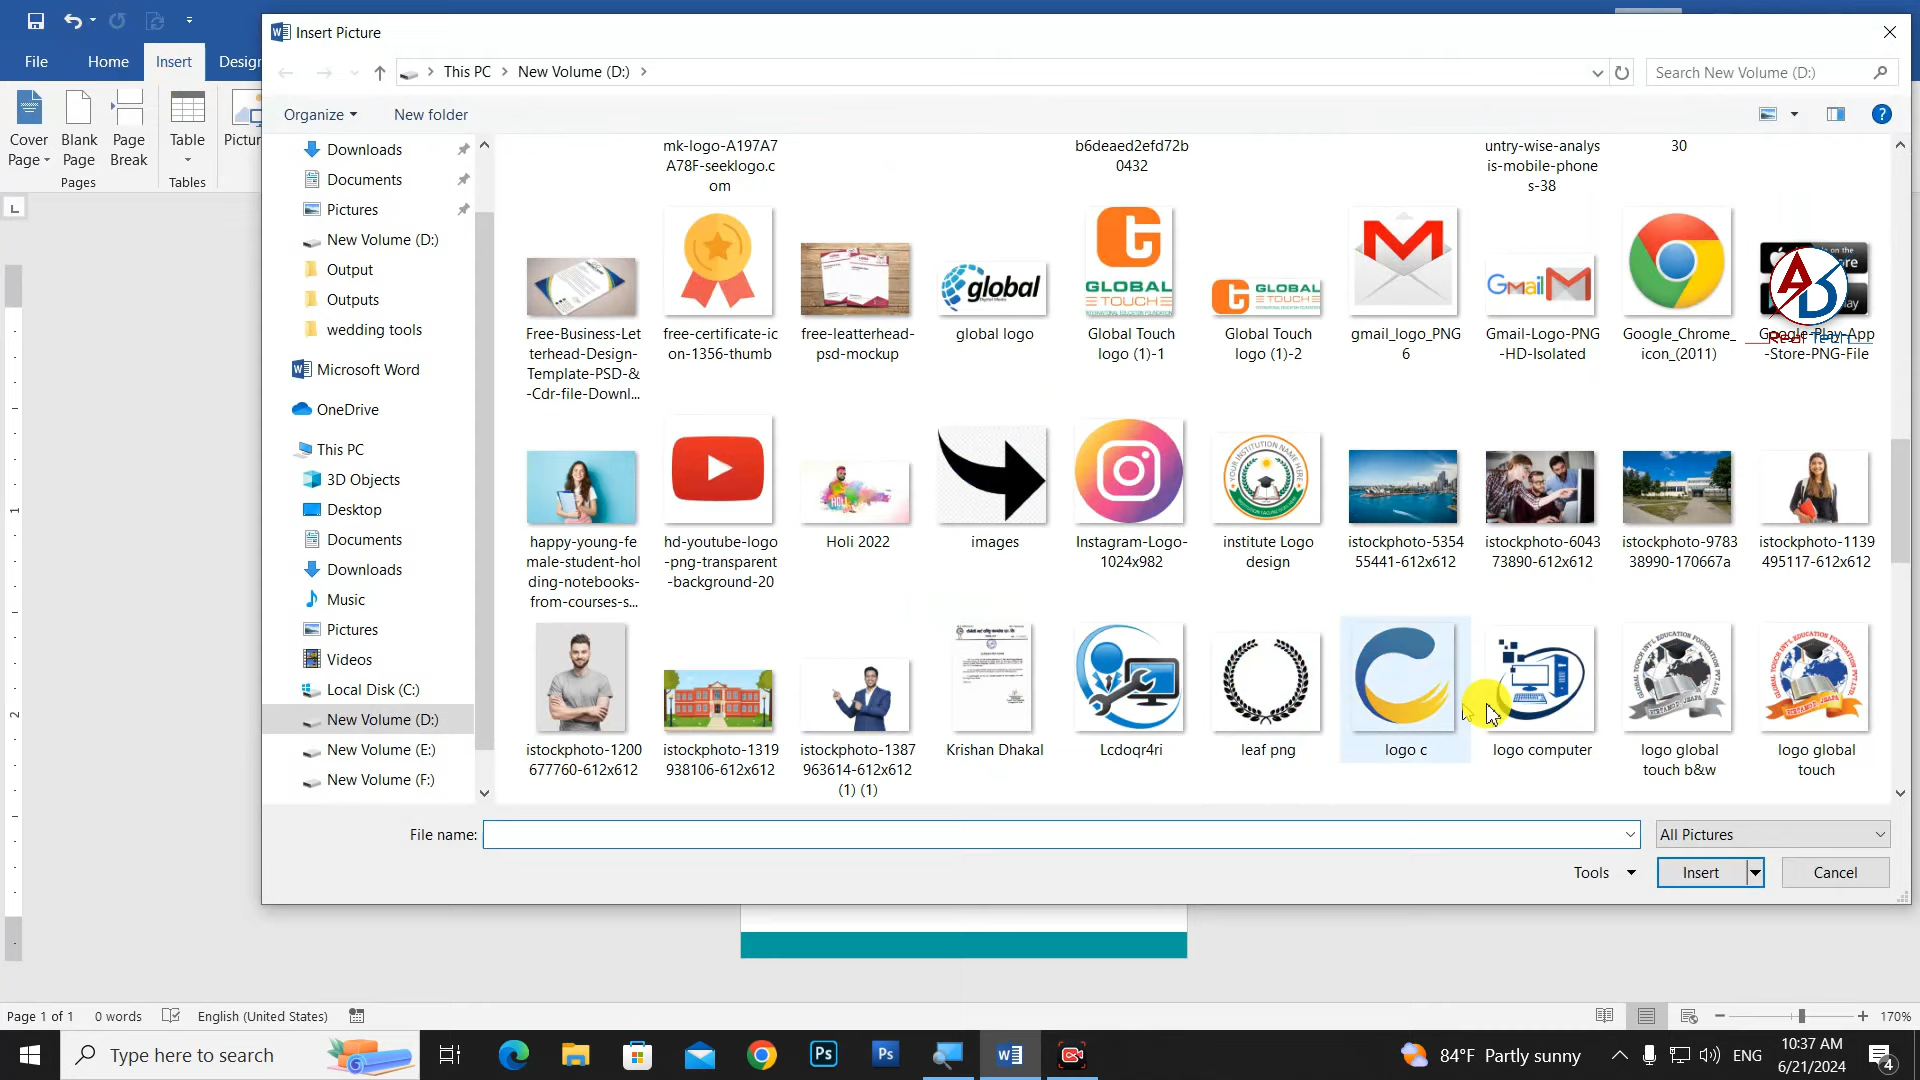 Insert Picture
File
Home
Insert
Design
This PC
New Volume (D:)
Search New Volume (D:)
Cover
Page
Blank
Page
Page
Break
Table
Pages
Tables
Organize
New folder
Downloads
Documents
Pictures
New Volume (D:)
Output
Outputs
wedding tools
Microsoft Word
OneDrive
This PC
3D Objects
Desktop
Documents
Downloads
Music
Pictures
Videos
Local Disk (C:)
New Volume (D:)
New Volume (E:)
New Volume (F:)
mk-logo-A197A7
A78F-seeklogo.c
om
b6deaed2efd72b
0432
untry-wise-analys
is-mobile-phone
s-38
30
global
GLOBAL
TOUCH
GLOBAL
TOUCH
Gmail
Free-Business-Let
terhead-Design-
Template-PSD-&
-Cdr-file-Downl...
free-certificate-ic
on-1356-thumb
free-leatterhead-
psd-mockup
global logo
Global Touch
logo (1)-1
Global Touch
logo (1)-2
gmail_logo_PNG
6
Gmail-Logo-PNG
-HD-Isolated
Google_Chrome_
icon_(2011)
Google-Play-App
-Store-PNG-File
Real Tech
happy-young-fe
male-student-hol
ding-notebooks-
from-courses-s...
hd-youtube-logo
-png-transparent
-background-20
Holi 2022
images
Instagram-Logo-
1024x982
institute Logo
design
istockphoto-5354
55441-612x612
istockphoto-6043
73890-612x612
istockphoto-9783
38990-170667a
istockphoto-1139
495117-612x612
istockphoto-1200
677760-612x612
istockphoto-1319
938106-612x612
istockphoto-1387
963614-612x612
(1) (1)
Krishan Dhakal
Lcdoqr4ri
leaf png
logo c
logo computer
logo global
touch b&w
logo global
touch
File name:
All Pictures
Tools
Insert
Cancel
Page 1 of 1
0 words
English (United States)
170%
Type here to search
84°F Partly sunny
ENG
10:37 AM
6/21/2024
4